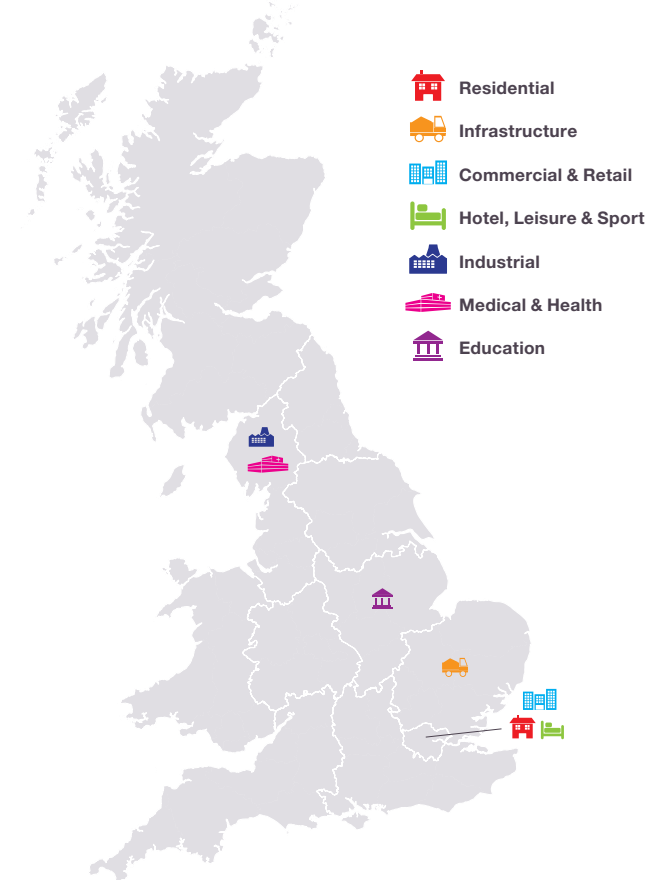 Residential
Infrastructure
Commercial & Retail
Hotel, Leisure & Sport
Industrial
Medical & Health
Education